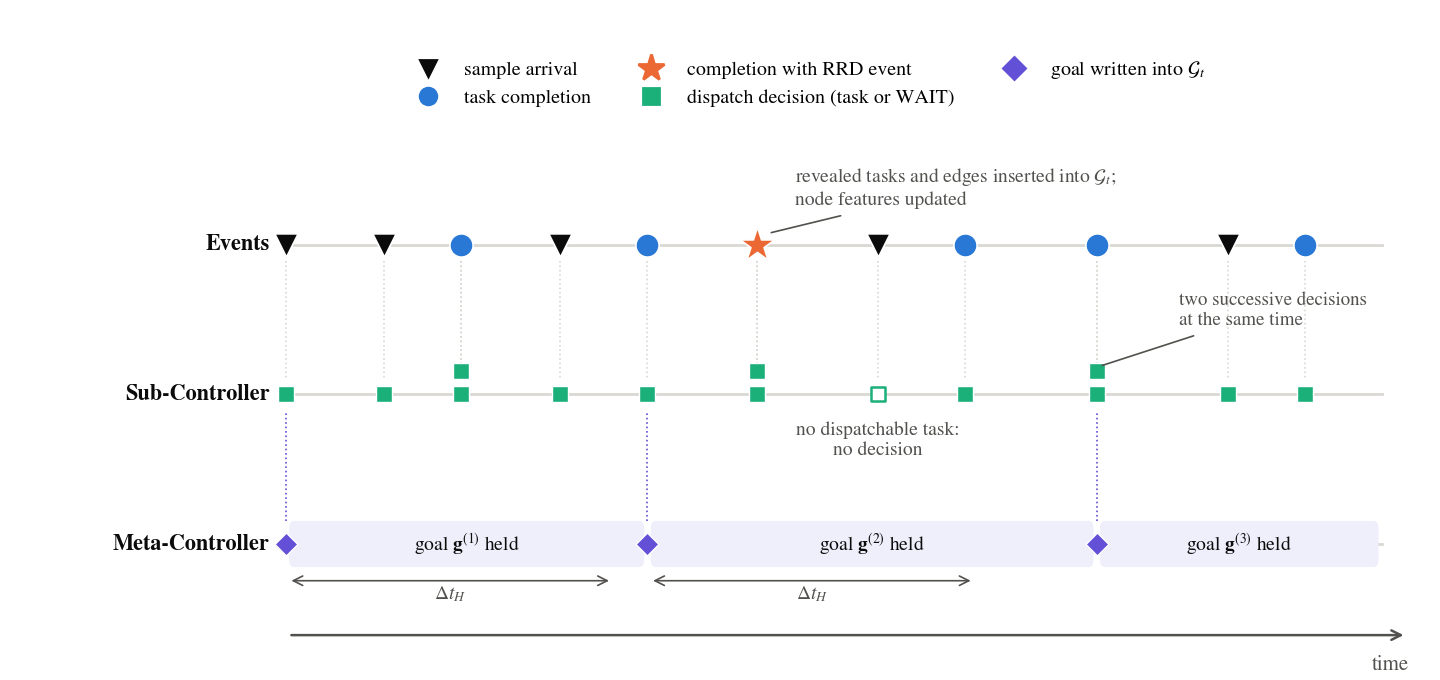 sample arrival
completion with RRD event
goal written into 𝒢ₜ
task completion
dispatch decision (task or WAIT)
revealed tasks and edges inserted into 𝒢ₜ;
node features updated
Events
two successive decisions
at the same time
Sub-Controller
no dispatchable task:
no decision
Meta-Controller
goal g⁽¹⁾ held
goal g⁽²⁾ held
goal g⁽³⁾ held
Δt_H
Δt_H
time